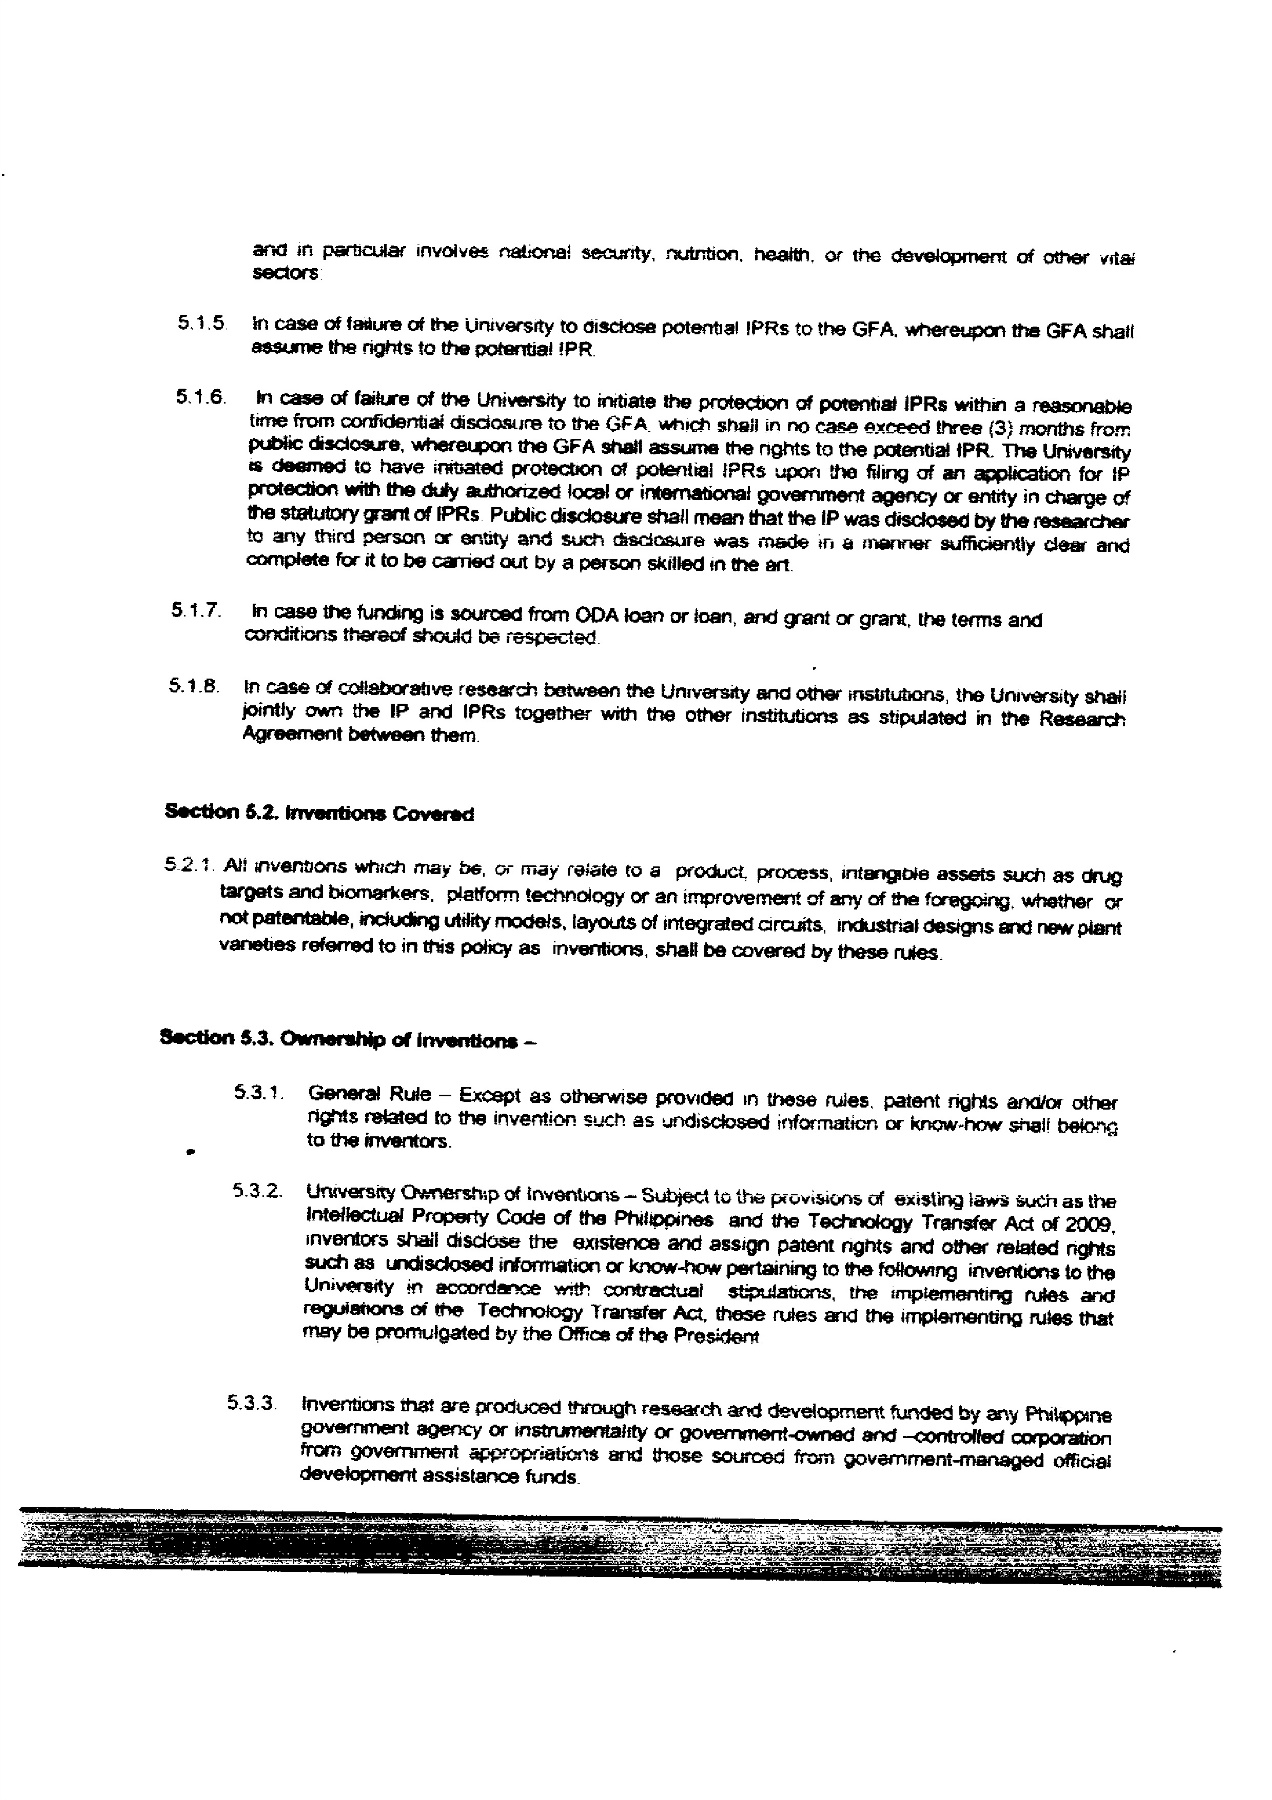 and in particular involves national security, nutrition, health, or the development of other vital
sectors
5.1.5. In case of failure of the University to disclose potential IPRs to the GFA, whereupon the GFA shall
assume the rights to the potential IPR.
5.1.6. In case of failure of the University to initiate the protection of potential IPRs within a reasonable
time from confidential disclosure to the GFA, which shall in no case exceed three (3) months from
public disclosure, whereupon the GFA shall assume the rights to the potential IPR. The University
is deemed to have initiated protection of potential IPRs upon the filing of an application for IP
protection with the duly authorized local or international government agency or entity in charge of
the statutory grant of IPRs. Public disclosure shall mean that the IP was disclosed by the researcher
to any third person or entity and such disclosure was made in a manner sufficiently clear and
complete for it to be carried out by a person skilled in the art.
5.1.7. In case the funding is sourced from ODA loan or loan, and grant or grant, the terms and
conditions thereof should be respected.
5.1.8. In case of collaborative research between the University and other institutions, the University shall
jointly own the IP and IPRs together with the other institutions as stipulated in the Research
Agreement between them.
Section 5.2. Inventions Covered
5.2.1. All inventions which may be, or may relate to a product, process, intangible assets such as drug
targets and biomarkers, platform technology or an improvement of any of the foregoing, whether or
not patentable, including utility models, layouts of integrated circuits, industrial designs and new plant
varieties referred to in this policy as inventions, shall be covered by these rules.
Section 5.3. Ownership of Inventions –
5.3.1. General Rule – Except as otherwise provided in these rules, patent rights and/or other
rights related to the invention such as undisclosed information or know-how shall belong
to the inventors.
5.3.2. University Ownership of Inventions – Subject to the provisions of existing laws such as the
Intellectual Property Code of the Philippines and the Technology Transfer Act of 2009,
inventors shall disclose the existence and assign patent rights and other related rights
such as undisclosed information or know-how pertaining to the following inventions to the
University in accordance with contractual stipulations, the implementing rules and
regulations of the Technology Transfer Act, these rules and the implementing rules that
may be promulgated by the Office of the President
5.3.3. Inventions that are produced through research and development funded by any Philippine
government agency or instrumentality or government-owned and –controlled corporation
from government appropriations and those sourced from government-managed official
development assistance funds.